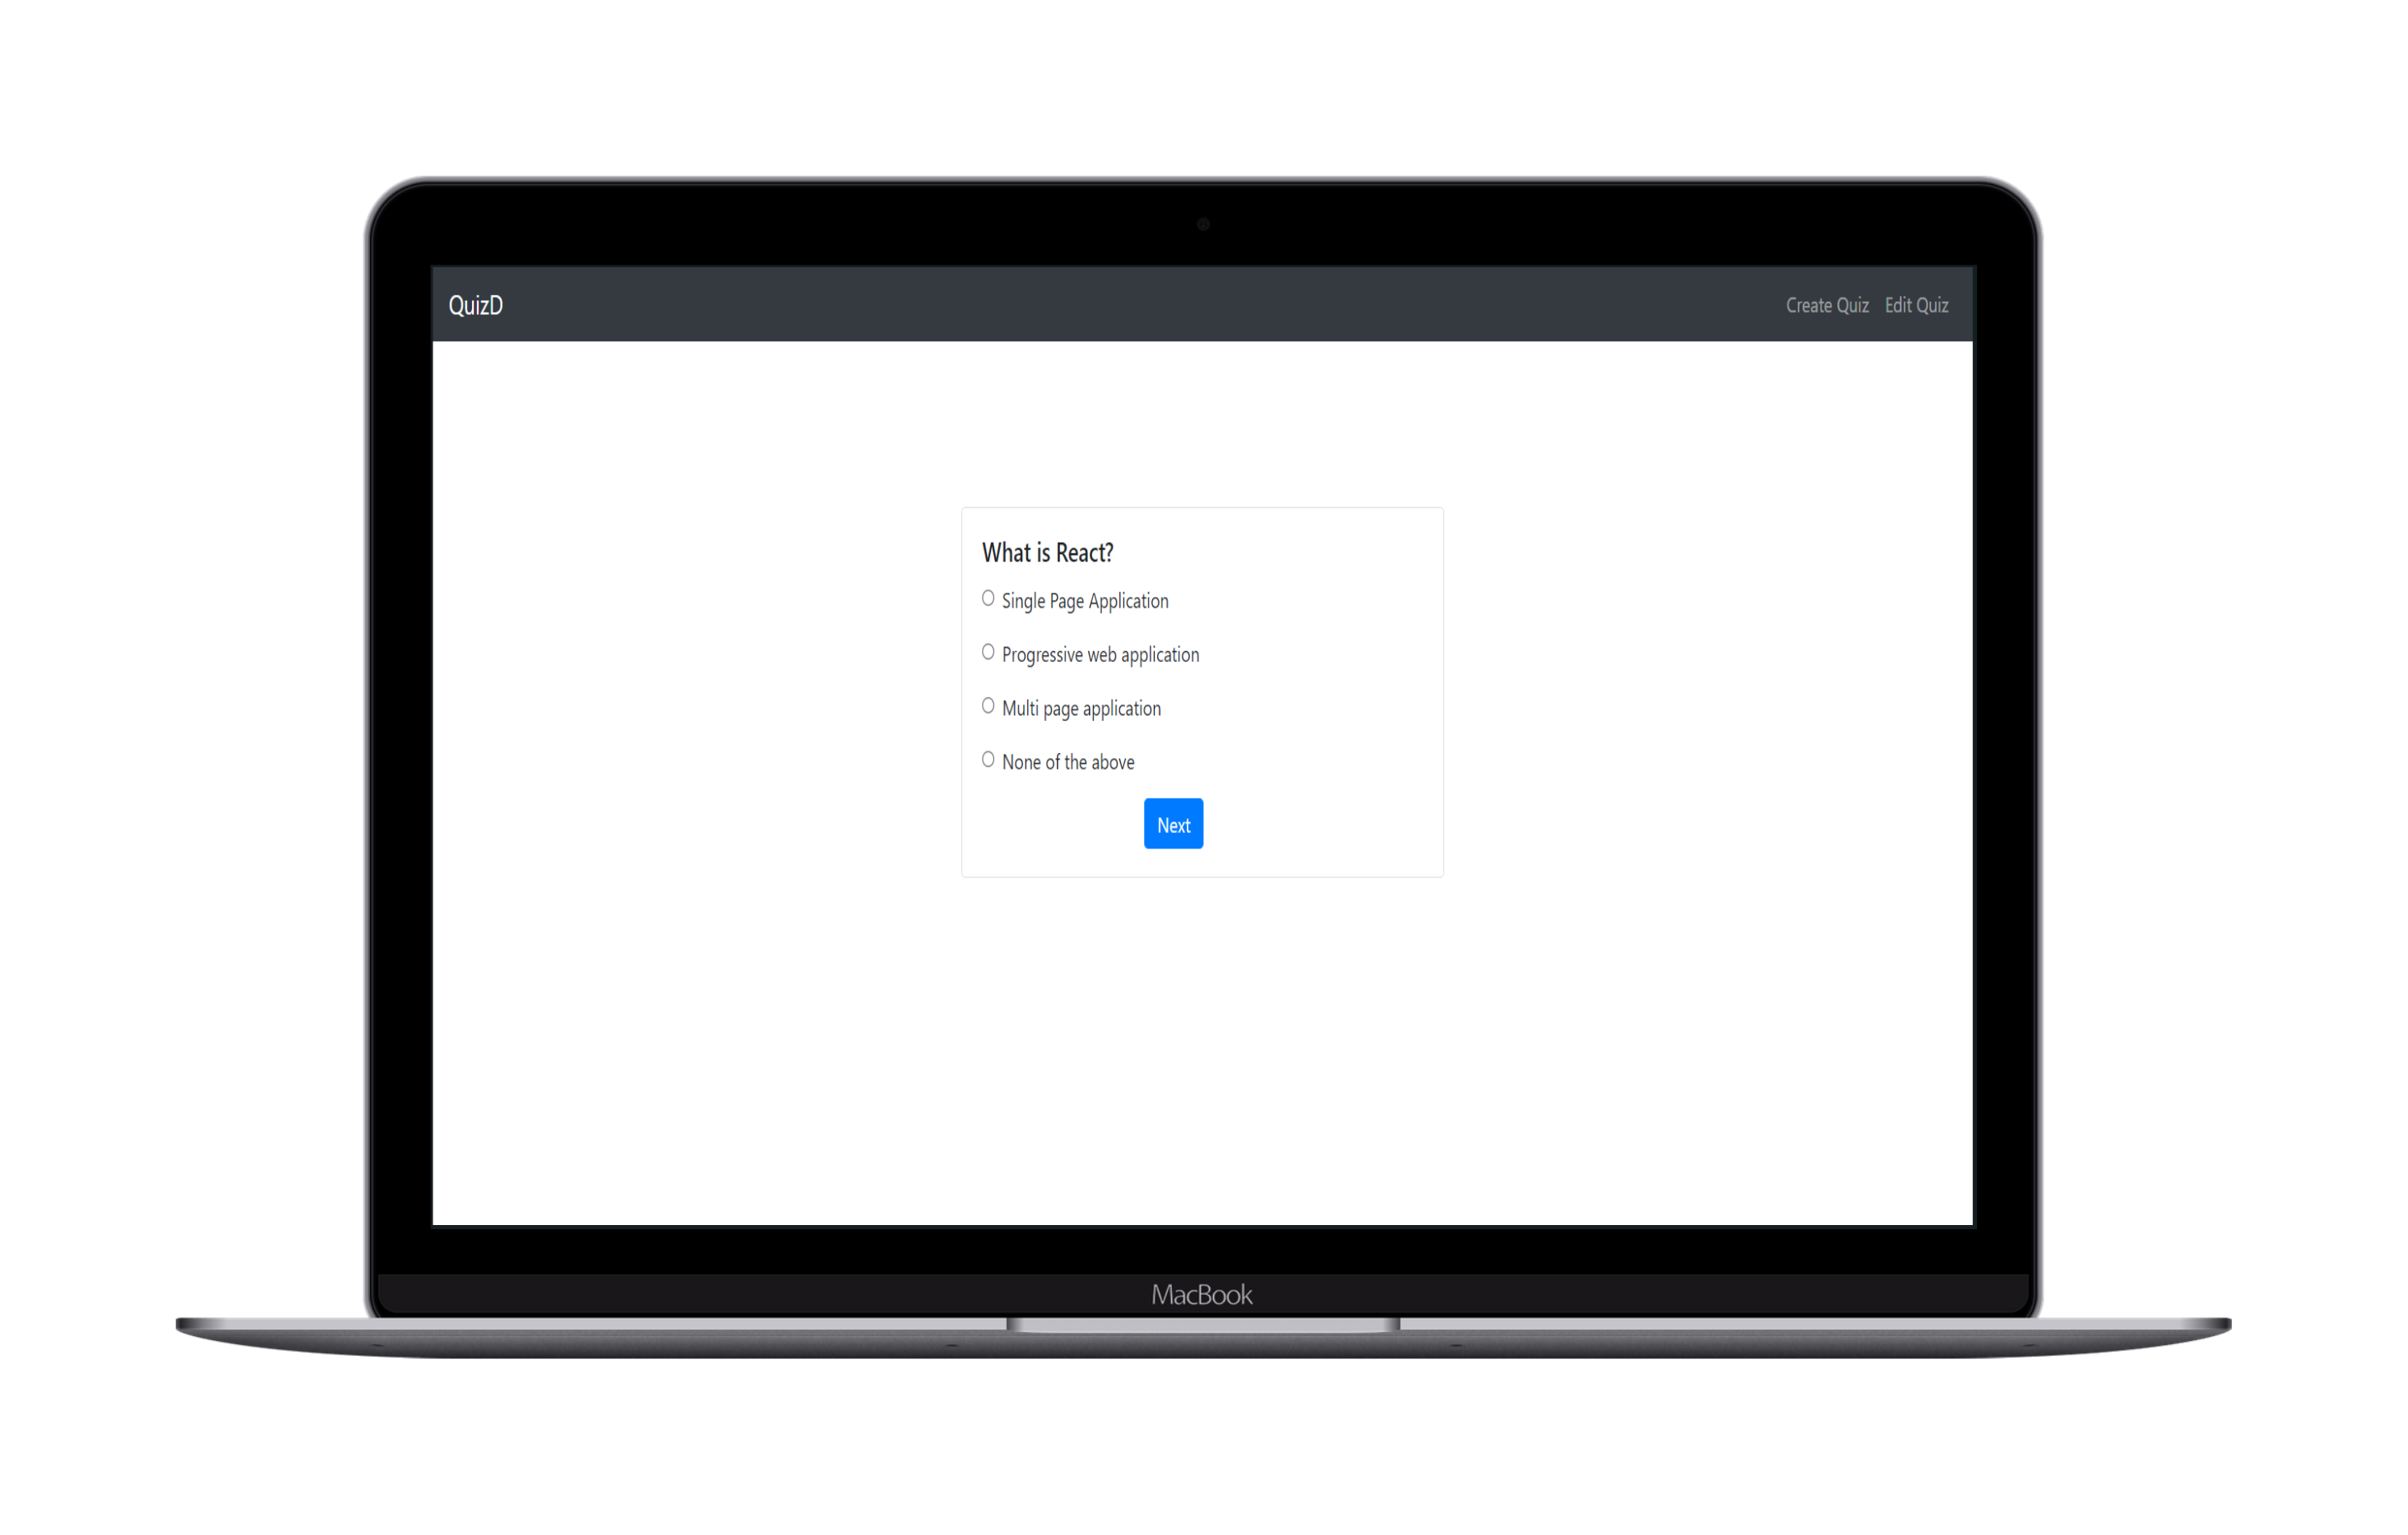 QuizD
Create Quiz Edit Quiz
What is React?
Single Page Application
Progressive web application
Multi page application
None of the above
Next
MacBook